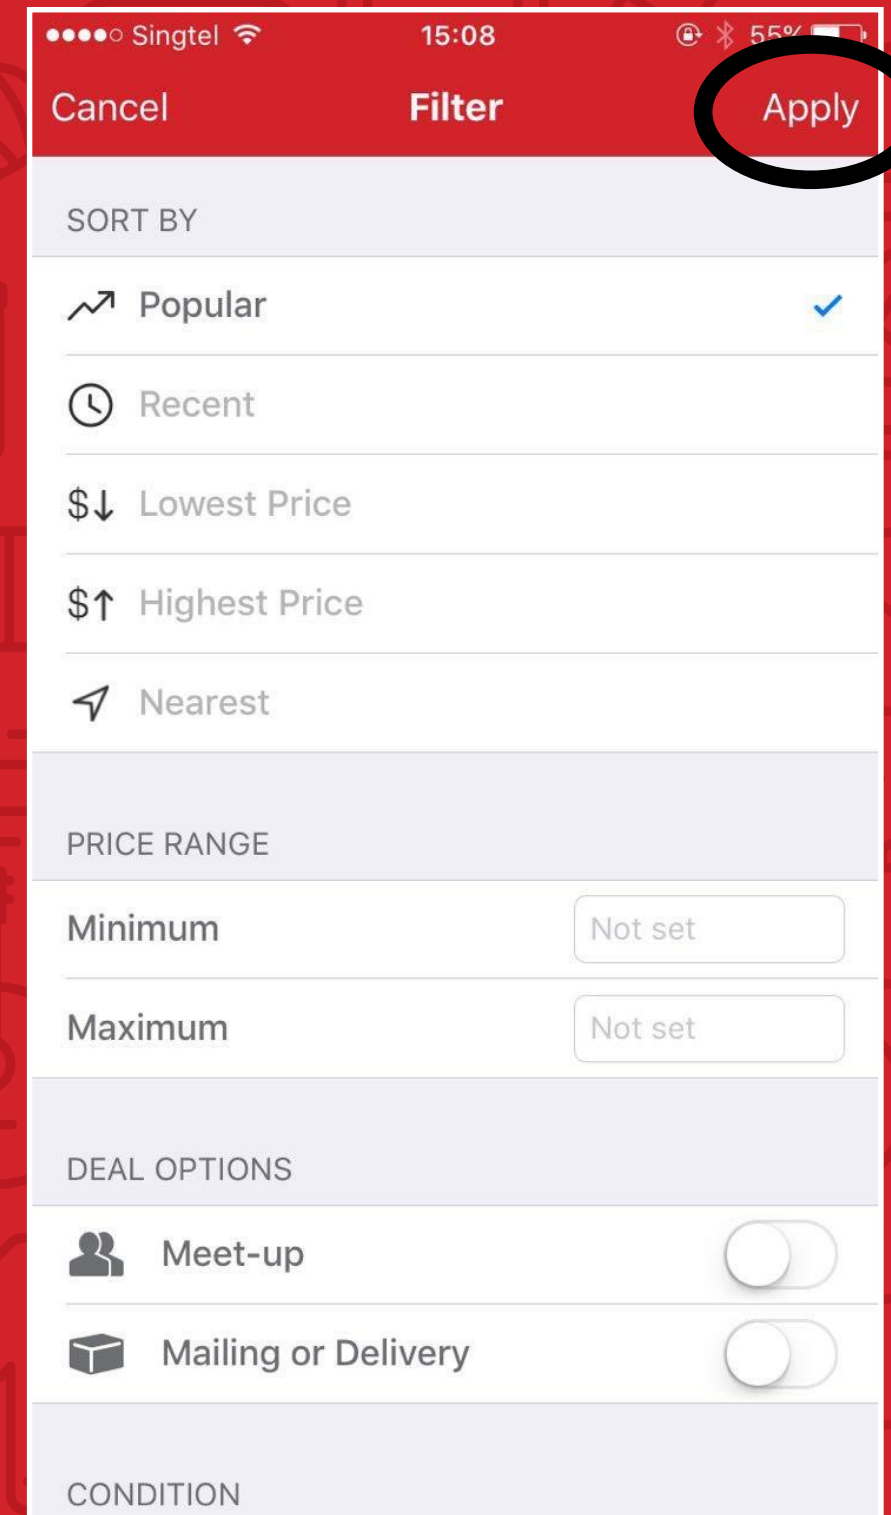 Singtel 15:08 55%
Cancel Filter Apply
SORT BY
Popular
Recent
$↓ Lowest Price
$↑ Highest Price
Nearest
PRICE RANGE
Minimum Not set
Maximum Not set
DEAL OPTIONS
Meet-up
Mailing or Delivery
CONDITION